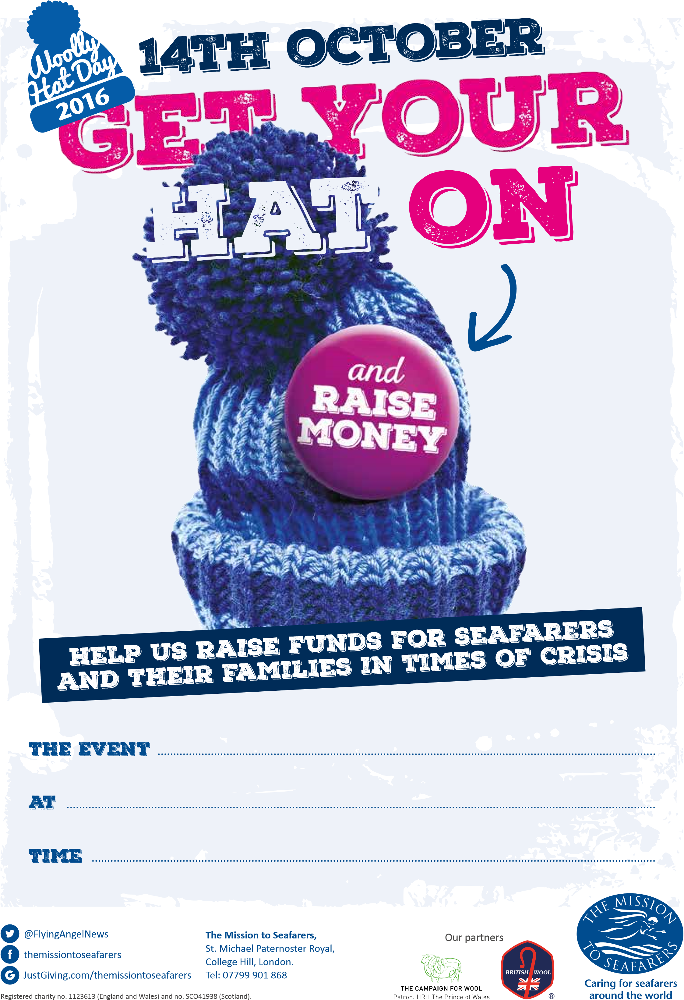 Woolly
Hat Day
2016
14TH OCTOBER
GET YOUR
HAT ON
and
RAISE
MONEY
HELP US RAISE FUNDS FOR SEAFARERS
AND THEIR FAMILIES IN TIMES OF CRISIS
THE EVENT
AT
TIME
@FlyingAngelNews
themissiontoseafarers
JustGiving.com/themissiontoseafarers
Registered charity no. 1123613 (England and Wales) and no. SCO41938 (Scotland).
The Mission to Seafarers,
St. Michael Paternoster Royal,
College Hill, London.
Tel: 07799 901 868
Our partners
THE CAMPAIGN FOR WOOL
Patron: HRH The Prince of Wales
BRITISH WOOL
®
THE MISSION
TO SEAFARERS
Caring for seafarers
around the world